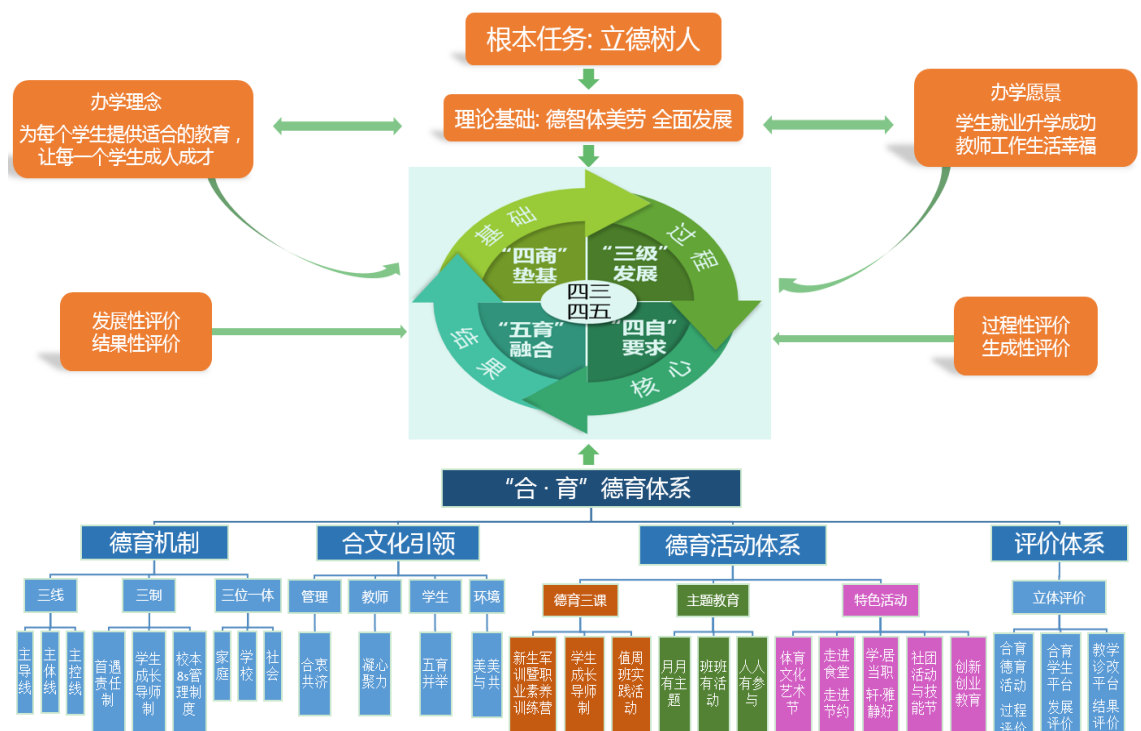 根本任务: 立德树人
办学理念
为每个学生提供适合的教育，
让每一个学生成人成才
理论基础: 德智体美劳 全面发展
办学愿景
学生就业升学成功
教师工作生活幸福
基础
过程
“四商”
垫基
“三级”
发展
四三
四五
“五育”
融合
“四自”
要求
结果
核心
发展性评价
结果性评价
过程性评价
生成性评价
“合·育”德育体系
德育机制
合文化引领
德育活动体系
评价体系
三线
三制
三位一体
管理
教师
学生
环境
德育三课
主题教育
特色活动
立体评价
主导线
主体线
主控线
首遇责任制
学生成长导师制
校本8s管理制度
家庭
学校
社会
合衷共济
凝心聚力
五育并举
美美与共
新生军训暨职业素养训练营
学生成长导师制
值周班实践活动
月月有主题
班班有活动
人人有参与
体育文化艺术节
走进食堂 走进节约
学·居当职 轩·雅静好
社团活动与技能节
创新创业教育
合育德育活动 过程评价
合育学生平台 发展评价
教学诊改平台 结果评价